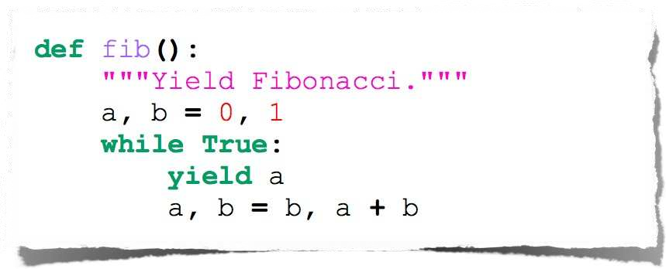 def fib():
    """Yield Fibonacci."""
    a, b = 0, 1
    while True:
        yield a
        a, b = b, a + b